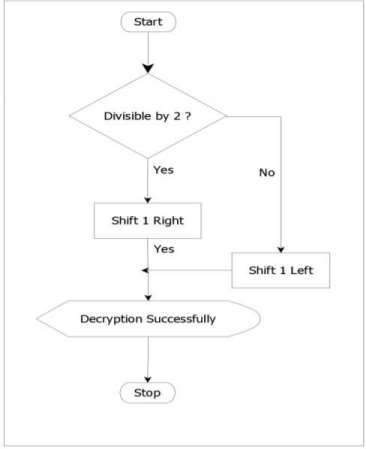 Start
Divisible by 2 ?
Yes
No
Shift 1 Right
Yes
Shift 1 Left
Decryption Successfully
Stop